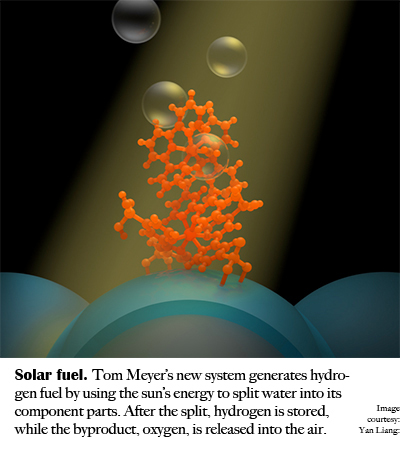 Solar fuel. Tom Meyer's new system generates hydro-
gen fuel by using the sun's energy to split water into its
component parts. After the split, hydrogen is stored,
while the byproduct, oxygen, is released into the air.
Image
courtesy:
Yan Liang: